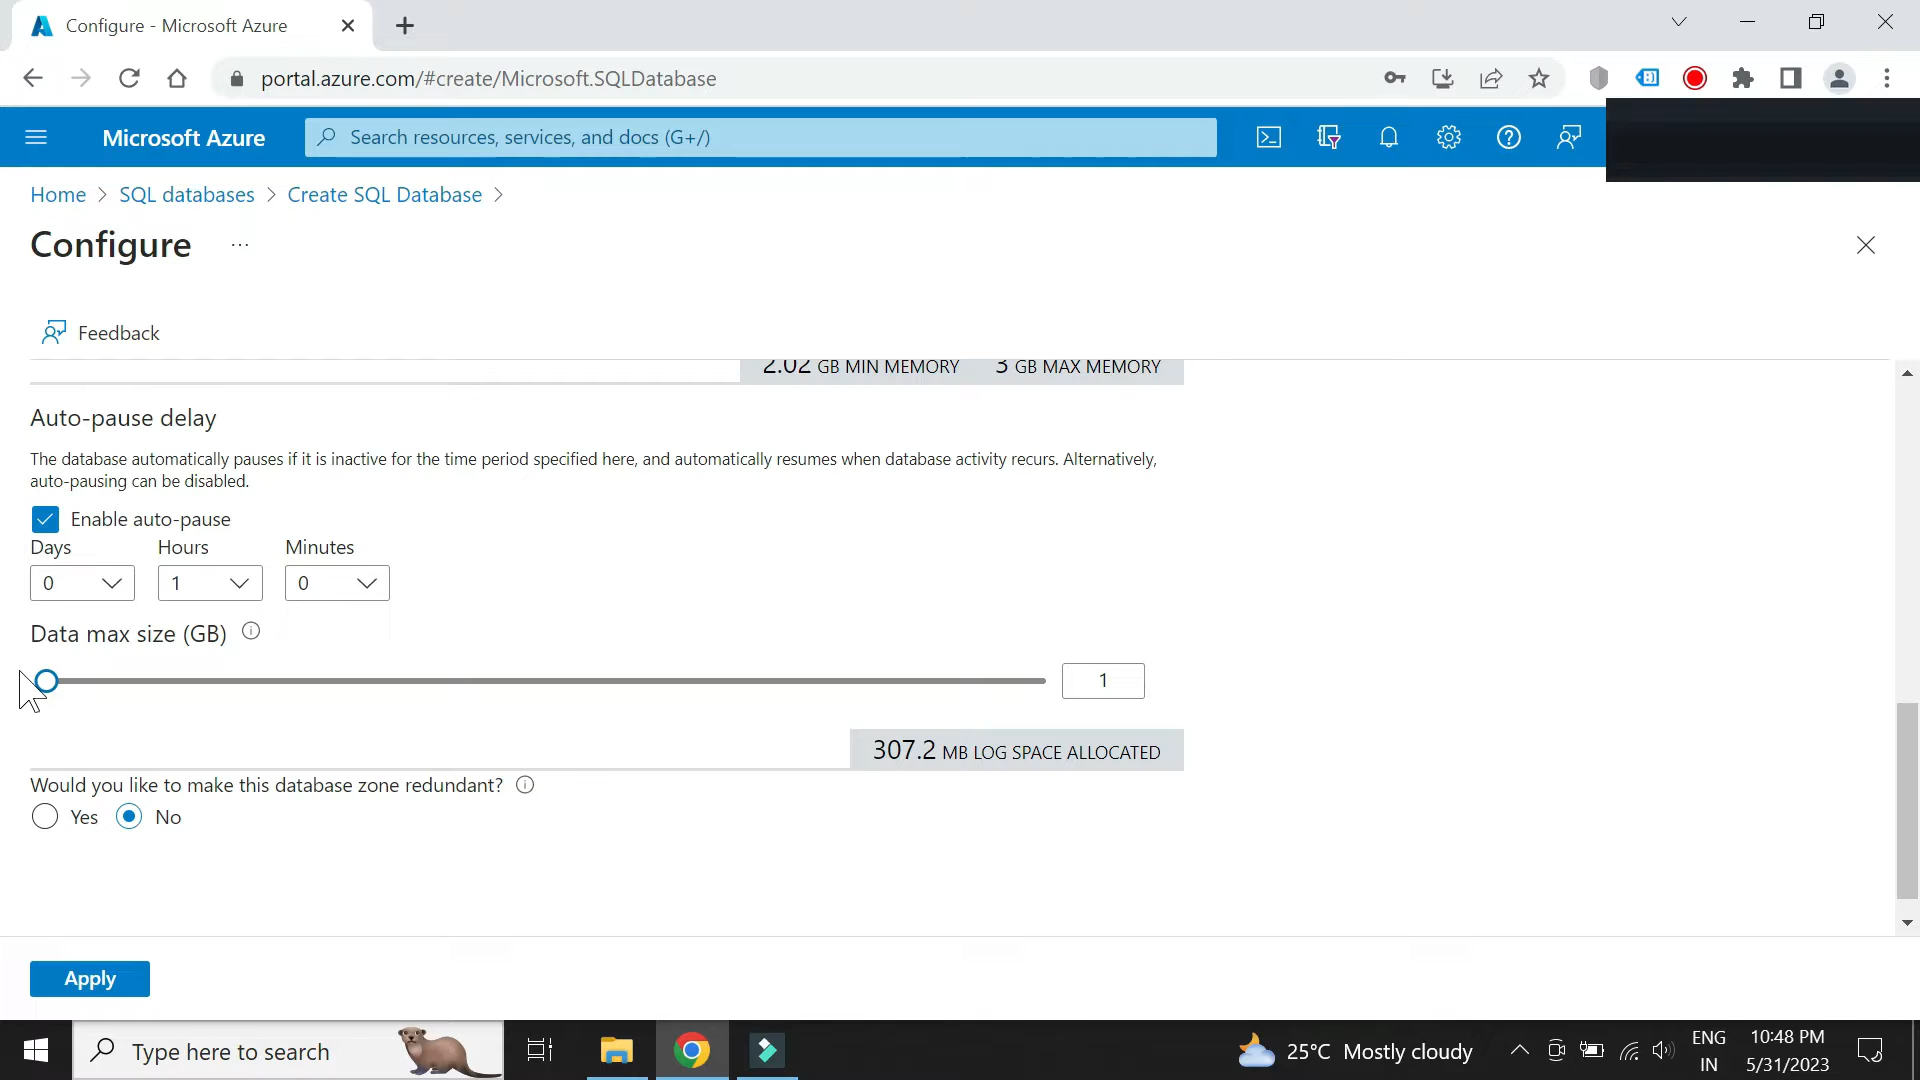 Configure - Microsoft Azure
portal.azure.com/#create/Microsoft.SQLDatabase
Microsoft Azure
Search resources, services, and docs (G+/)
Home > SQL databases > Create SQL Database >
Configure ...
Feedback
2.02 GB MIN MEMORY 3 GB MAX MEMORY
Auto-pause delay
The database automatically pauses if it is inactive for the time period specified here, and automatically resumes when database activity recurs. Alternatively,
auto-pausing can be disabled.
Enable auto-pause
Days Hours Minutes
0 1 0
Data max size (GB)
1
307.2 MB LOG SPACE ALLOCATED
Would you like to make this database zone redundant?
Yes No
Apply
Type here to search
25°C Mostly cloudy
ENG
IN
10:48 PM
5/31/2023